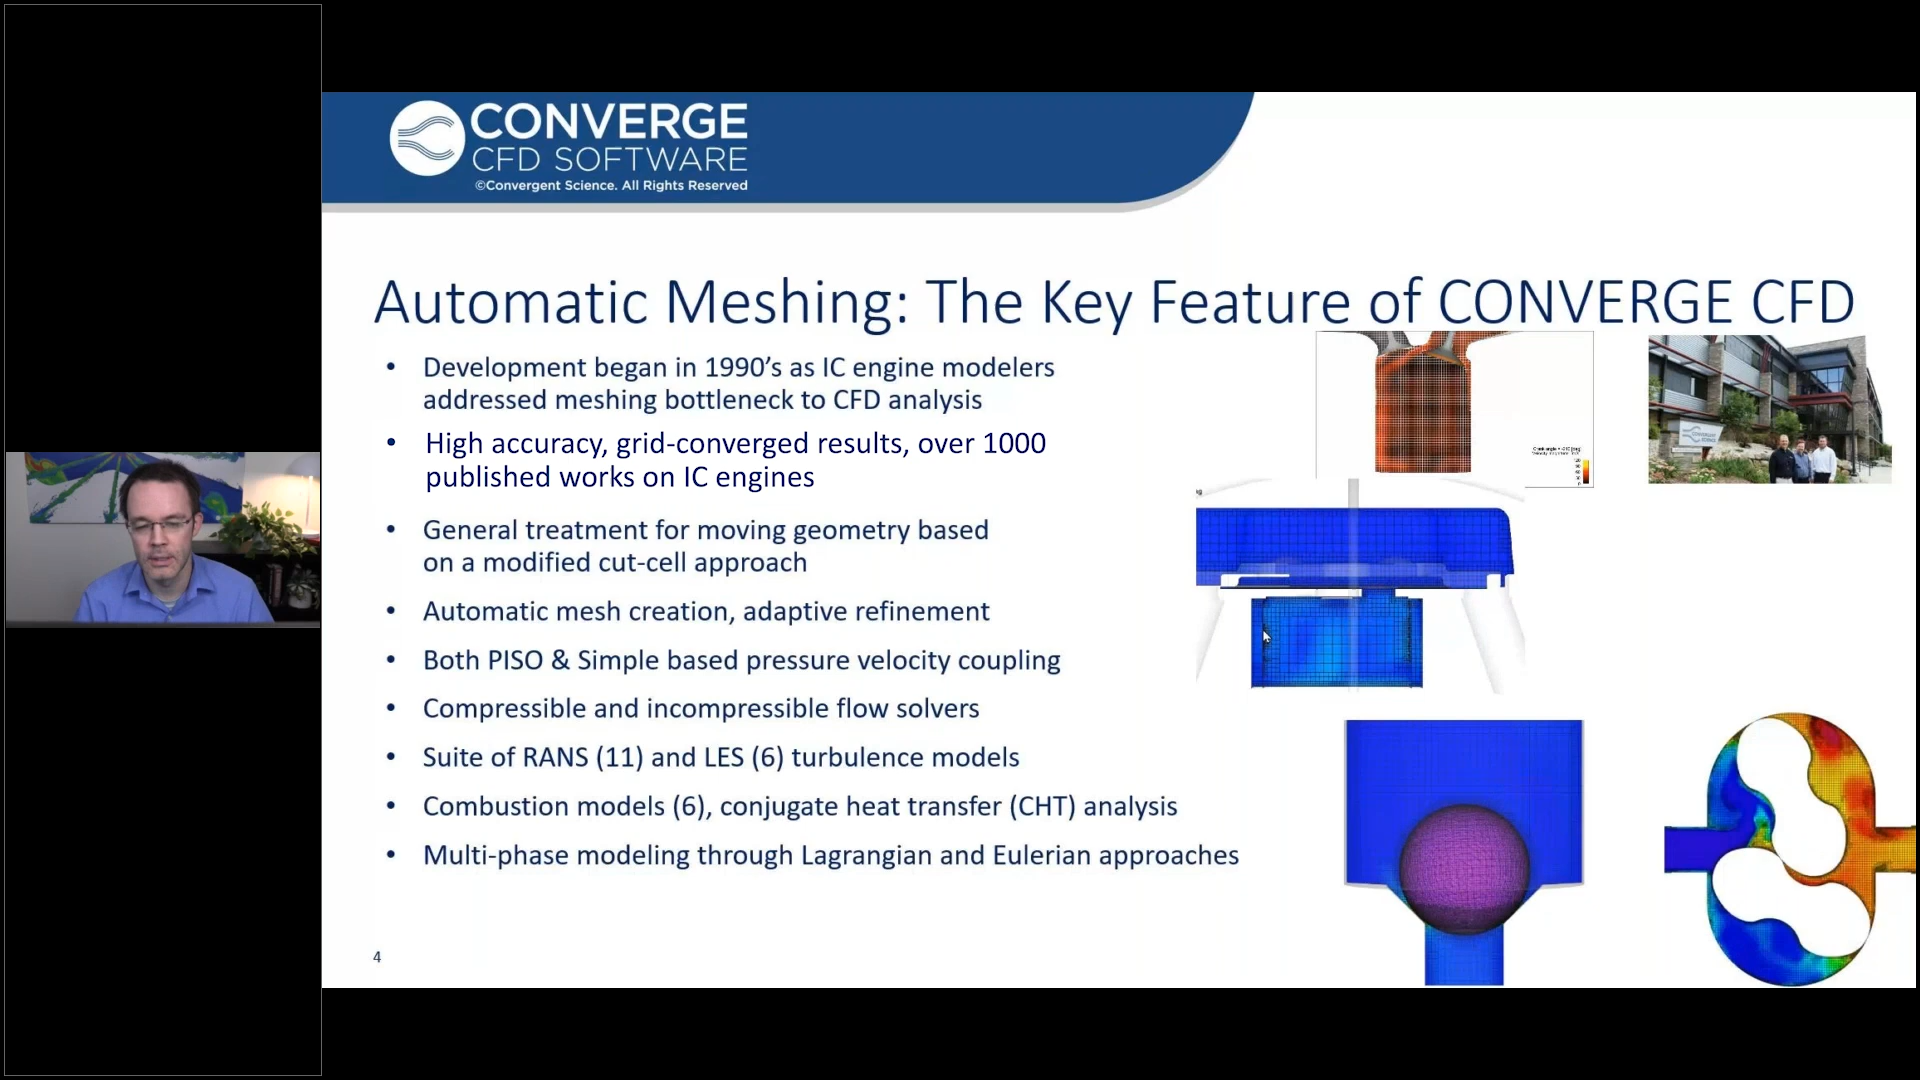 CONVERGE
CFD SOFTWARE
©Convergent Science. All Rights Reserved
Automatic Meshing: The Key Feature of CONVERGE CFD
• Development began in 1990’s as IC engine modelers
addressed meshing bottleneck to CFD analysis
• High accuracy, grid-converged results, over 1000
published works on IC engines
• General treatment for moving geometry based
on a modified cut-cell approach
• Automatic mesh creation, adaptive refinement
• Both PISO & Simple based pressure velocity coupling
• Compressible and incompressible flow solvers
• Suite of RANS (11) and LES (6) turbulence models
• Combustion models (6), conjugate heat transfer (CHT) analysis
• Multi-phase modeling through Lagrangian and Eulerian approaches
4
CONVERGENT
SCIENCE